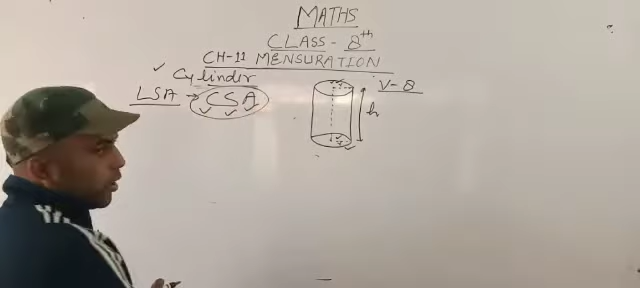 MATHS
CLASS - 8th
CH-11 MENSURATION
Cylinder
V-8
LSA → CSA
h